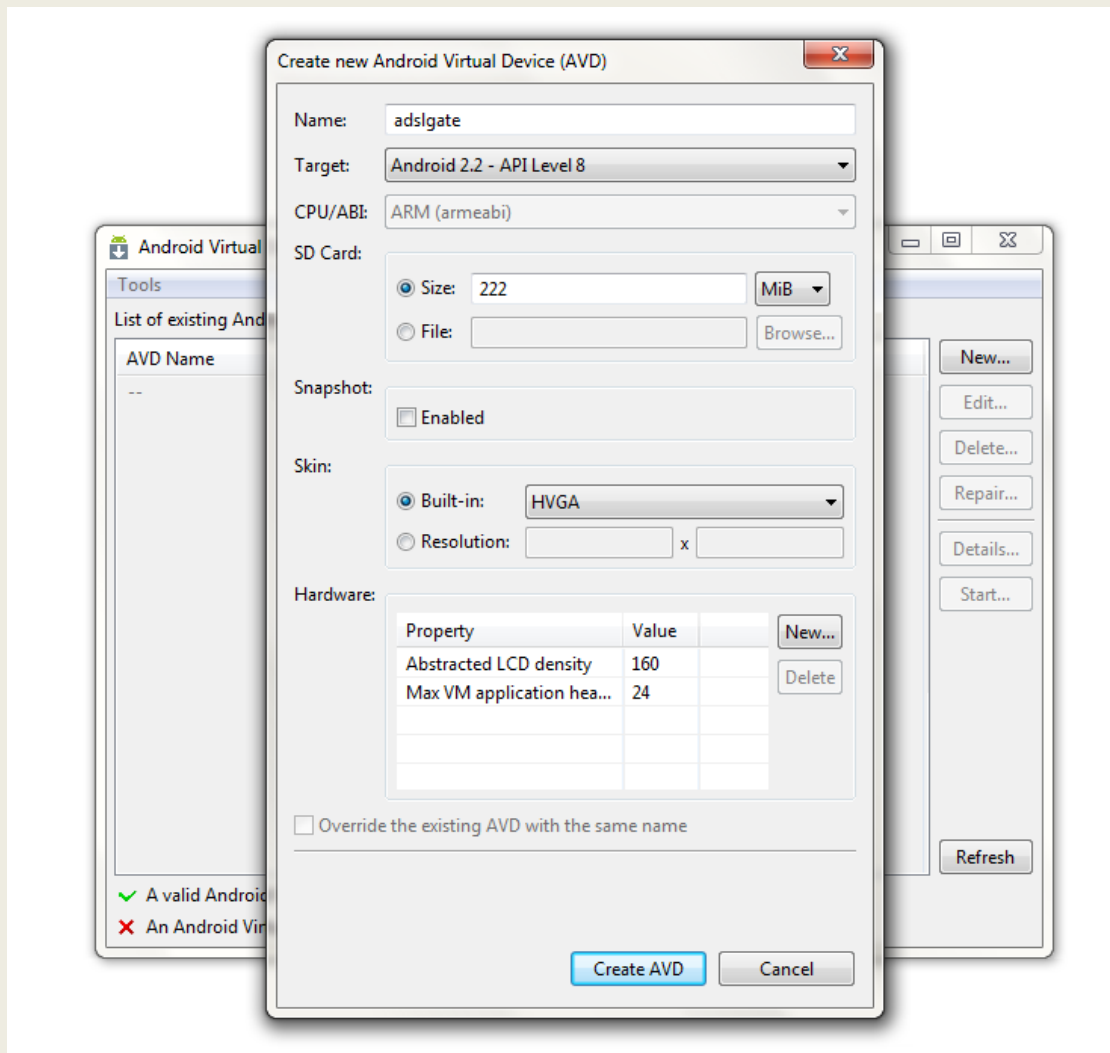 Create new Android Virtual Device (AVD)
Name: adslgate
Target: Android 2.2 - API Level 8
CPU/ABI: ARM (armeabi)
SD Card:
Size: 222 MiB
File: Browse...
Snapshot:
Enabled
Skin:
Built-in: HVGA
Resolution: x
Hardware:
Property Value
Abstracted LCD density 160
Max VM application hea... 24
New...
Delete
Override the existing AVD with the same name
Create AVD Cancel
Android Virtual
Tools
List of existing And
AVD Name
--
New...
Edit...
Delete...
Repair...
Details...
Start...
Refresh
A valid Android
An Android Vir